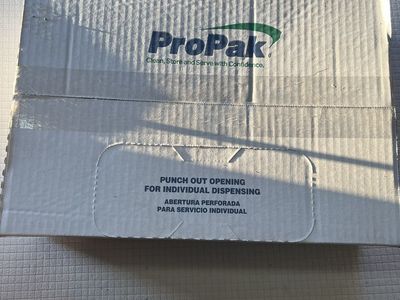 ProPak
Clean, Store and Serve with Confidence.
PUNCH OUT OPENING
FOR INDIVIDUAL DISPENSING
ABERTURA PERFORADA
PARA SERVICIO INDIVIDUAL